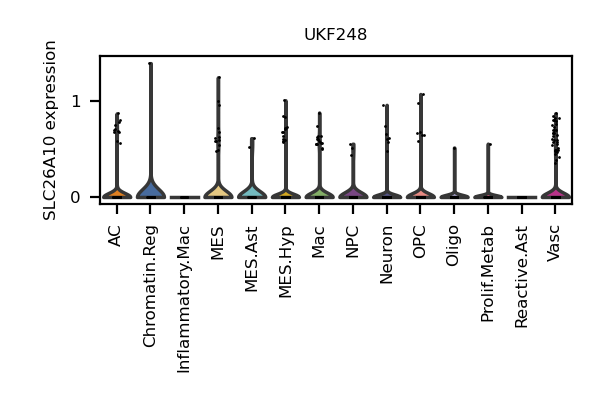 UKF248
SLC26A10 expression
1
0
AC
Chromatin.Reg
Inflammatory.Mac
MES
MES.Ast
MES.Hyp
Mac
NPC
Neuron
OPC
Oligo
Prolif.Metab
Reactive.Ast
Vasc